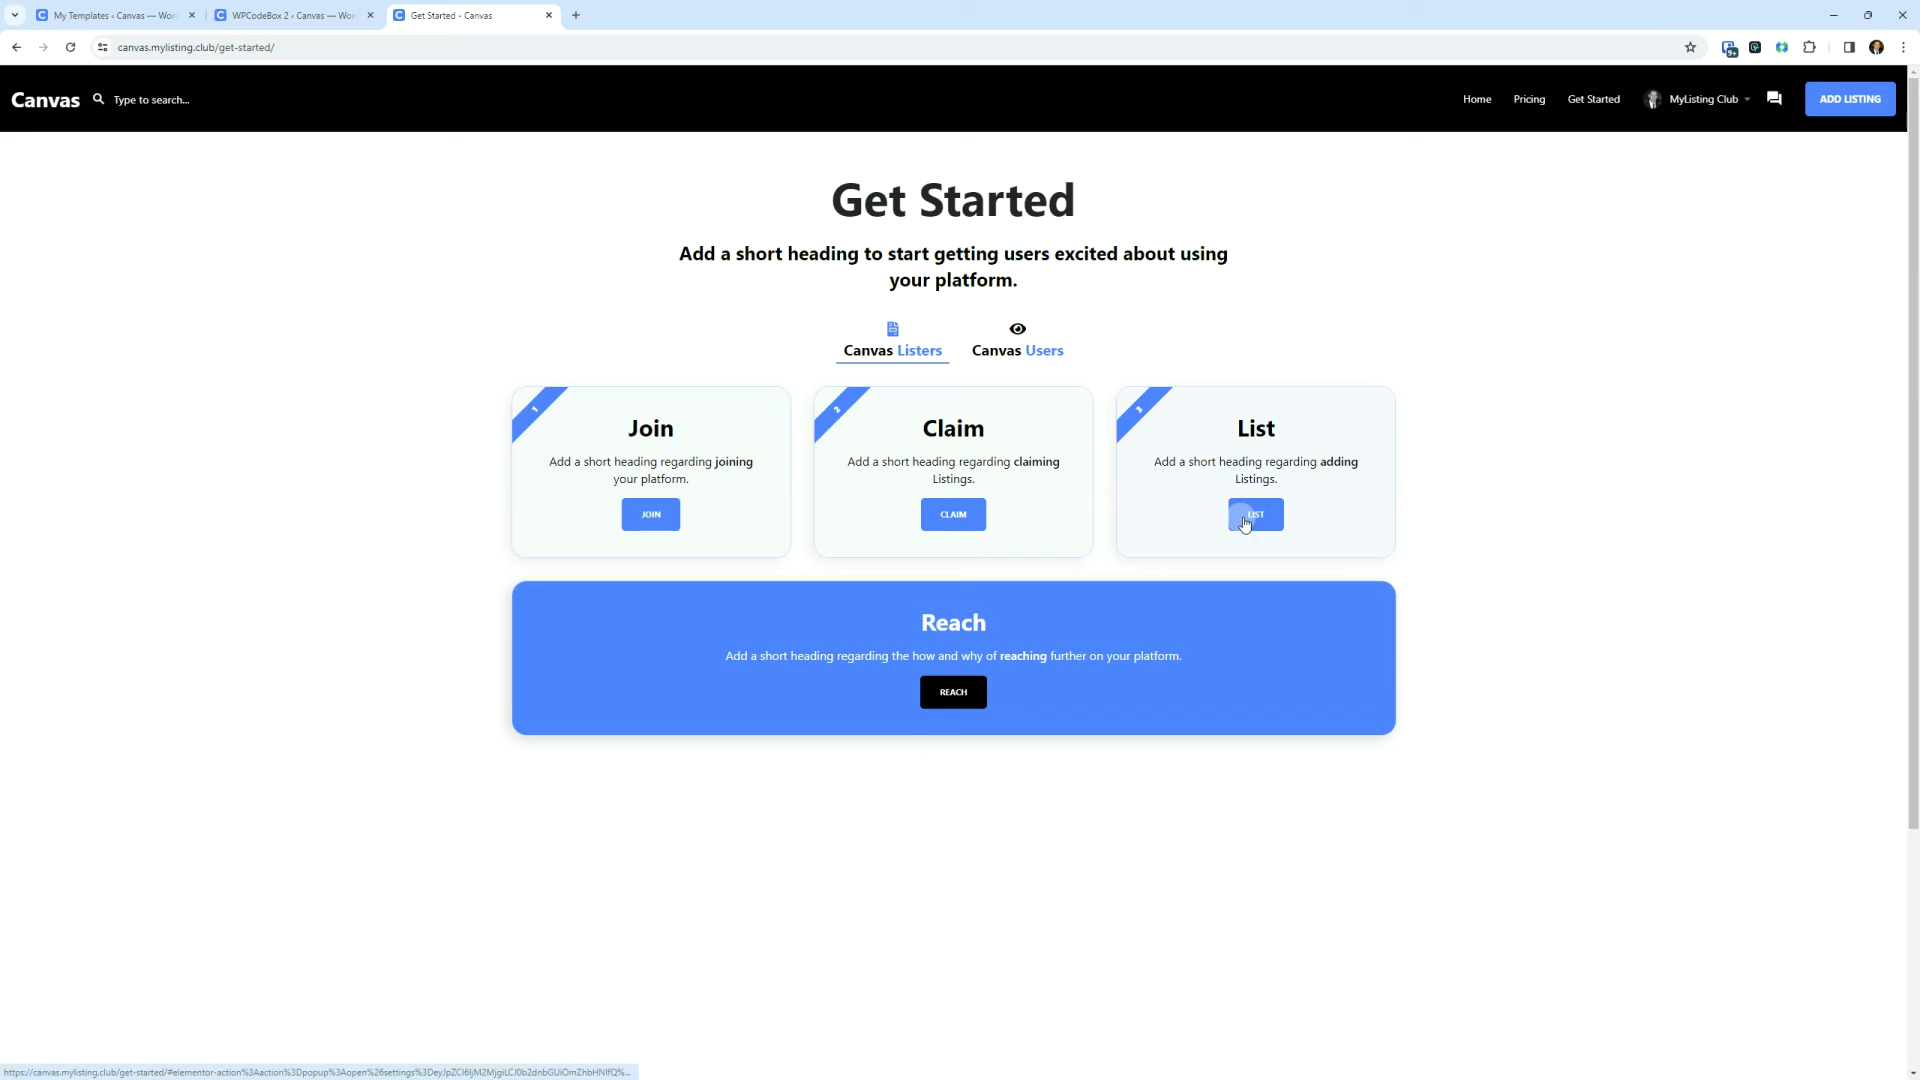 My Templates ‹ Canvas — Wor
WPCodeBox 2 ‹ Canvas — Wor
Get Started - Canvas
canvas.mylisting.club/get-started/
9+
Canvas
Type to search...
Home
Pricing
Get Started
MyListing Club
ADD LISTING
Get Started
Add a short heading to start getting users excited about using
your platform.
Canvas Listers
Canvas Users
1
Join
Add a short heading regarding joining
your platform.
JOIN
2
Claim
Add a short heading regarding claiming
Listings.
CLAIM
3
List
Add a short heading regarding adding
Listings.
LIST
Reach
Add a short heading regarding the how and why of reaching further on your platform.
REACH